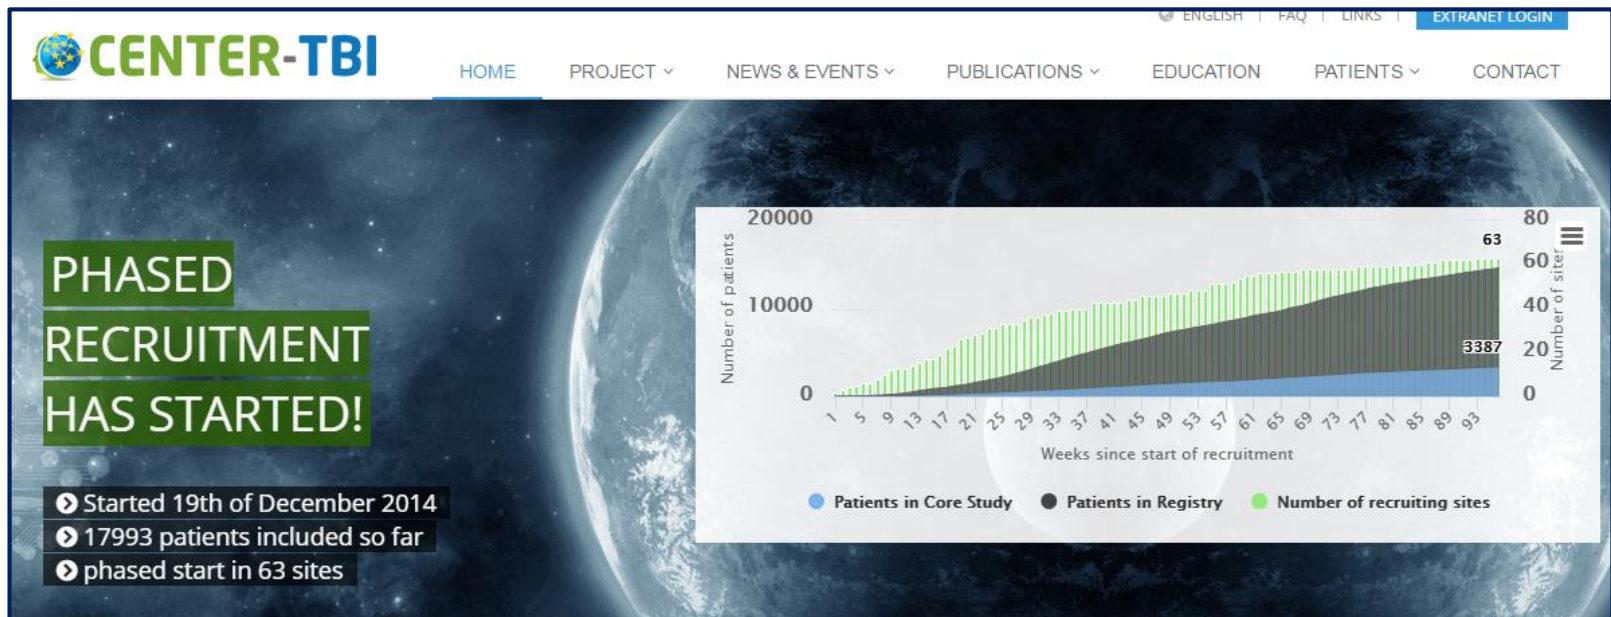 ENGLISH | FAQ | LINKS | EXTRANET LOGIN
CENTER-TBI
HOME PROJECT NEWS & EVENTS PUBLICATIONS EDUCATION PATIENTS CONTACT
PHASED
RECRUITMENT
HAS STARTED!
Started 19th of December 2014
17993 patients included so far
phased start in 63 sites
20000
10000
0
Number of patients
80
60
40
20
0
Number of sites
63
3387
1 5 9 13 17 21 25 29 33 37 41 45 49 53 57 61 65 69 73 77 81 85 89 93
Weeks since start of recruitment
Patients in Core Study Patients in Registry Number of recruiting sites